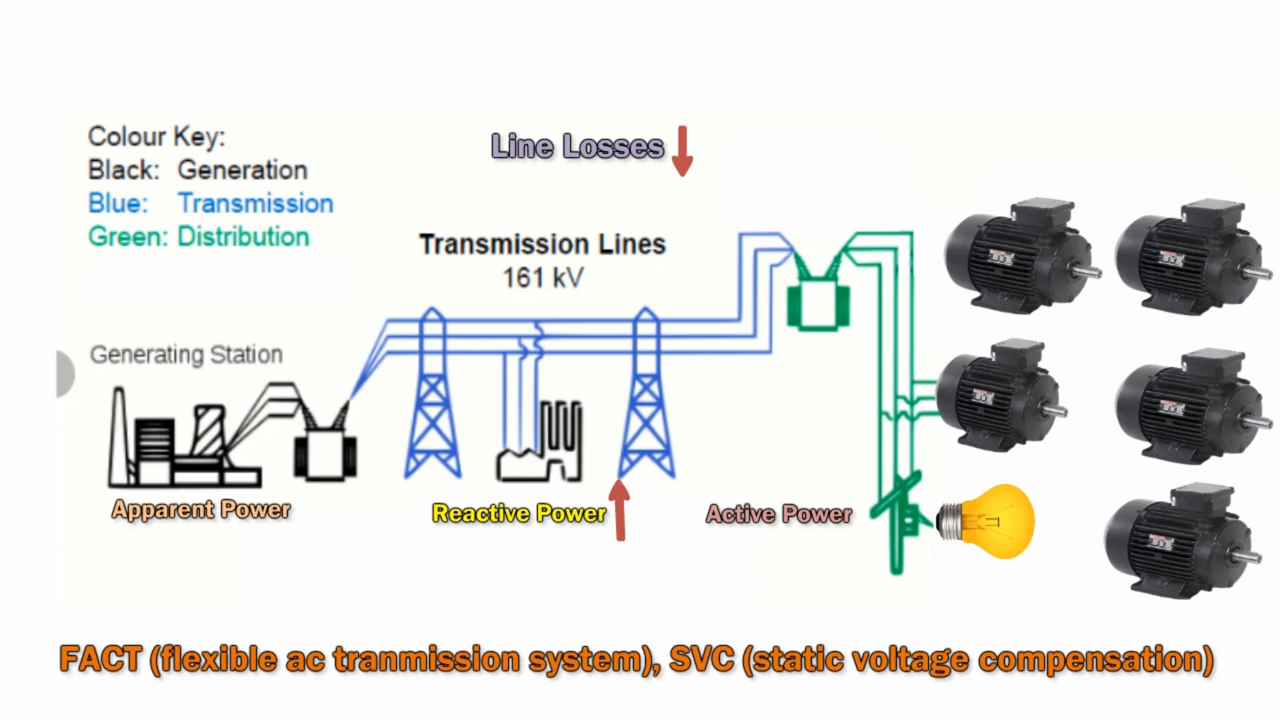 Colour Key:
Black: Generation
Blue: Transmission
Green: Distribution
Line Losses
Transmission Lines
161 kV
Generating Station
Apparent Power
Reactive Power
Active Power
FACT (flexible ac tranmission system), SVC (static voltage compensation)